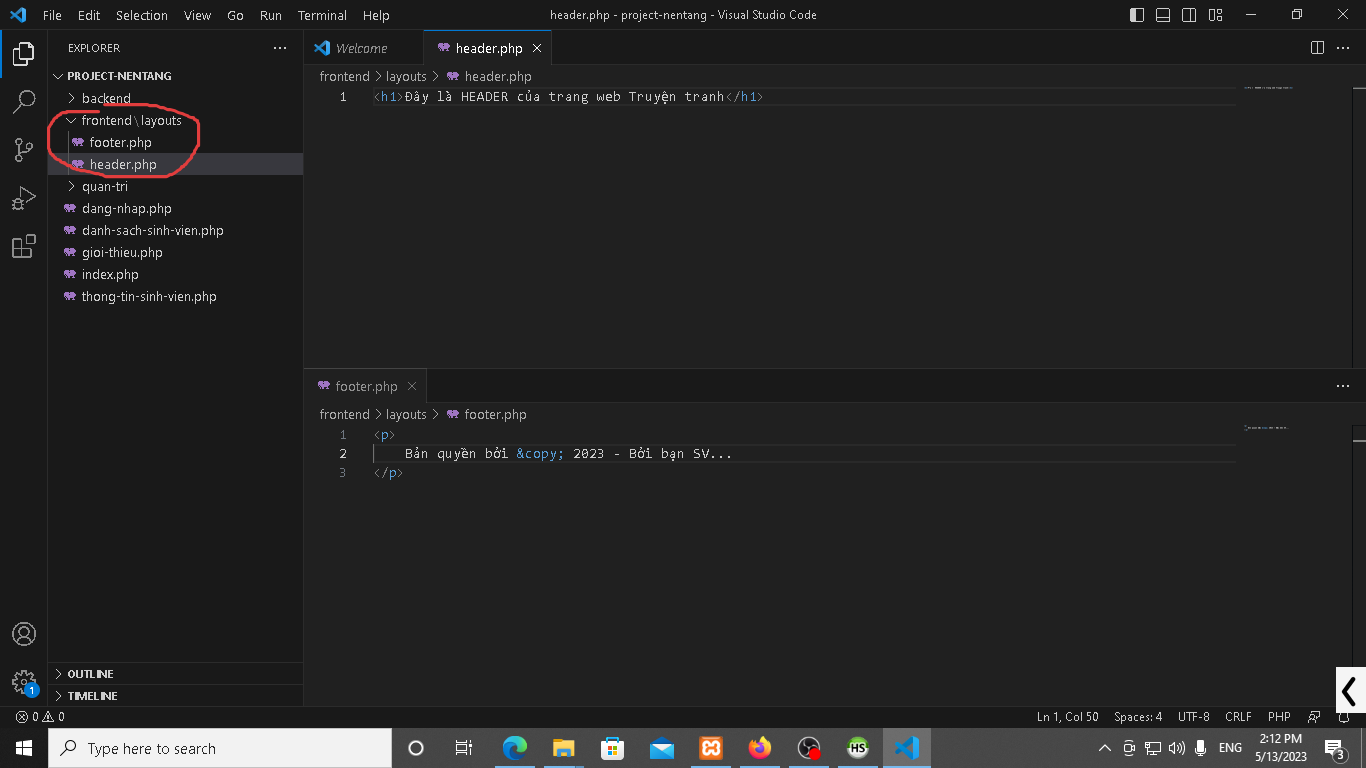 File Edit Selection View Go Run Terminal Help header.php - project-nentang - Visual Studio Code
EXPLORER
PROJECT-NENTANG
backend
frontend\layouts
footer.php
header.php
quan-tri
dang-nhap.php
danh-sach-sinh-vien.php
gioi-thieu.php
index.php
thong-tin-sinh-vien.php
OUTLINE
TIMELINE
Welcome header.php
frontend > layouts > header.php
1 <h1>Đây là HEADER của trang web Truyện tranh</h1>
footer.php
frontend > layouts > footer.php
1 <p>
2 Bản quyền bởi &copy; 2023 - Bởi bạn SV...
3 </p>
1
0 0 Ln 1, Col 50 Spaces: 4 UTF-8 CRLF PHP
Type here to search HS ENG 2:12 PM
5/13/2023 3